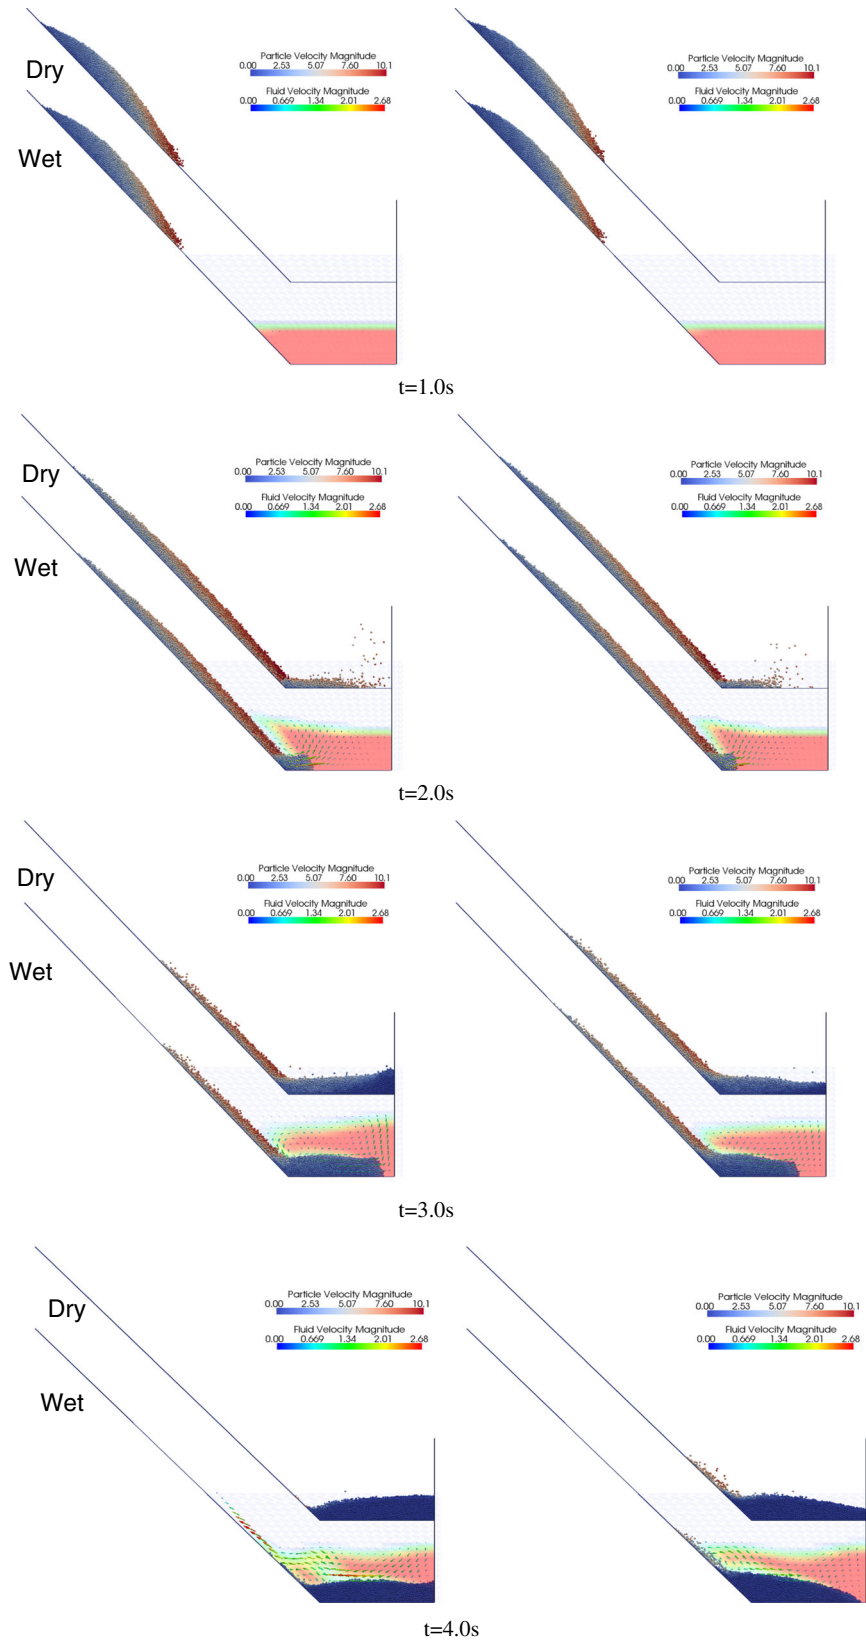 Particle Velocity Magnitude
0.00 2.53 5.07 7.60 10.1
Fluid Velocity Magnitude
0.00 0.669 1.34 2.01 2.68
Particle Velocity Magnitude
0.00 2.53 5.07 7.60 10.1
Fluid Velocity Magnitude
0.00 0.669 1.34 2.01 2.68
Dry
Wet
t=1.0s
Particle Velocity Magnitude
0.00 2.53 5.07 7.60 10.1
Fluid Velocity Magnitude
0.00 0.669 1.34 2.01 2.68
Particle Velocity Magnitude
0.00 2.53 5.07 7.60 10.1
Fluid Velocity Magnitude
0.00 0.669 1.34 2.01 2.68
Dry
Wet
t=2.0s
Particle Velocity Magnitude
0.00 2.53 5.07 7.60 10.1
Fluid Velocity Magnitude
0.00 0.669 1.34 2.01 2.68
Particle Velocity Magnitude
0.00 2.53 5.07 7.60 10.1
Fluid Velocity Magnitude
0.00 0.669 1.34 2.01 2.68
Dry
Wet
t=3.0s
Particle Velocity Magnitude
0.00 2.53 5.07 7.60 10.1
Fluid Velocity Magnitude
0.00 0.669 1.34 2.01 2.68
Particle Velocity Magnitude
0.00 2.53 5.07 7.60 10.1
Fluid Velocity Magnitude
0.00 0.669 1.34 2.01 2.68
Dry
Wet
t=4.0s